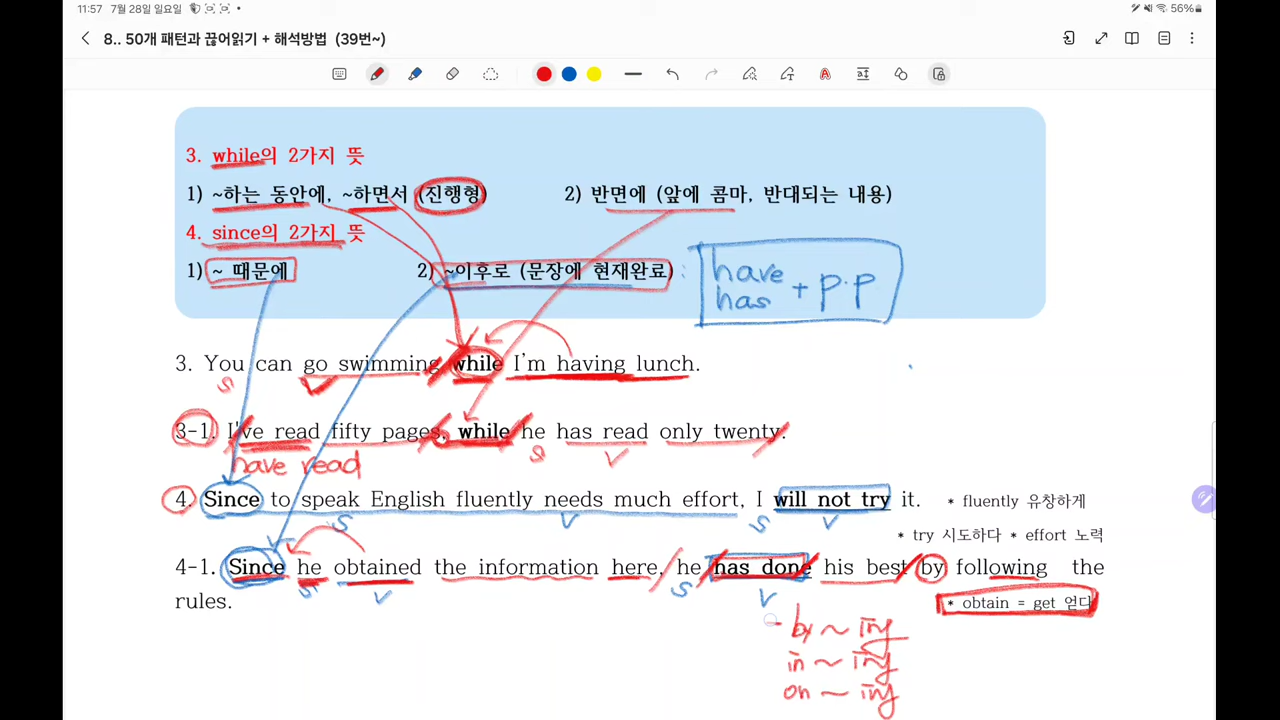 11:57 7월 28일 일요일 56%
8.. 50개 패턴과 끊어읽기 + 해석방법 (39번~)
3. while의 2가지 뜻
1) ~하는 동안에, ~하면서 (진행형) 2) 반면에 (앞에 콤마, 반대되는 내용)
4. since의 2가지 뜻
1) ~ 때문에 2) ~이후로 (문장에 현재완료) :
have
has + p.p
3. You can go swimming while I'm having lunch.
s
3-1. I've read fifty pages, while he has read only twenty.
s v
have read
4. Since to speak English fluently needs much effort, I will not try it. * fluently 유창하게
s v s v
* try 시도하다 * effort 노력
4-1. Since he obtained the information here, he has done his best by following the
s v s v
rules. * obtain = get 얻다
- by ~ ing
in ~ ing
on ~ ing